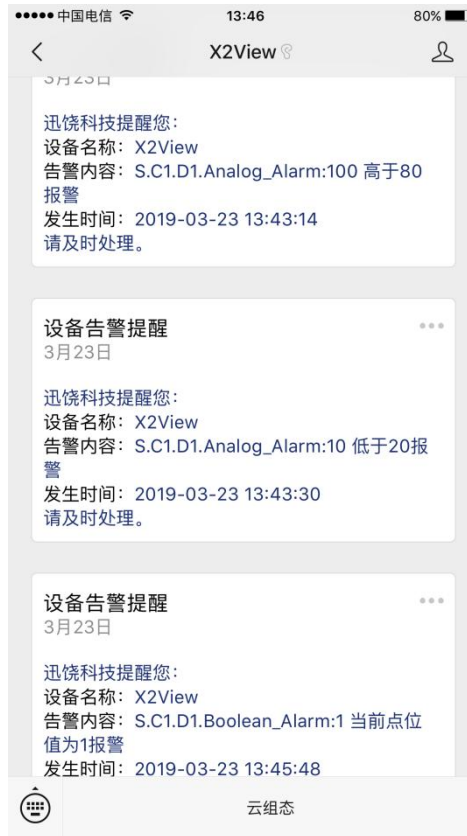 中国电信 13:46 80%
X2View
3月23日
迅饶科技提醒您：
设备名称：X2View
告警内容：S.C1.D1.Analog_Alarm:100 高于80
报警
发生时间：2019-03-23 13:43:14
请及时处理。
设备告警提醒
3月23日
迅饶科技提醒您：
设备名称：X2View
告警内容：S.C1.D1.Analog_Alarm:10 低于20报
警
发生时间：2019-03-23 13:43:30
请及时处理。
设备告警提醒
3月23日
迅饶科技提醒您：
设备名称：X2View
告警内容：S.C1.D1.Boolean_Alarm:1 当前点位
值为1报警
发生时间：2019-03-23 13:45:48
云组态